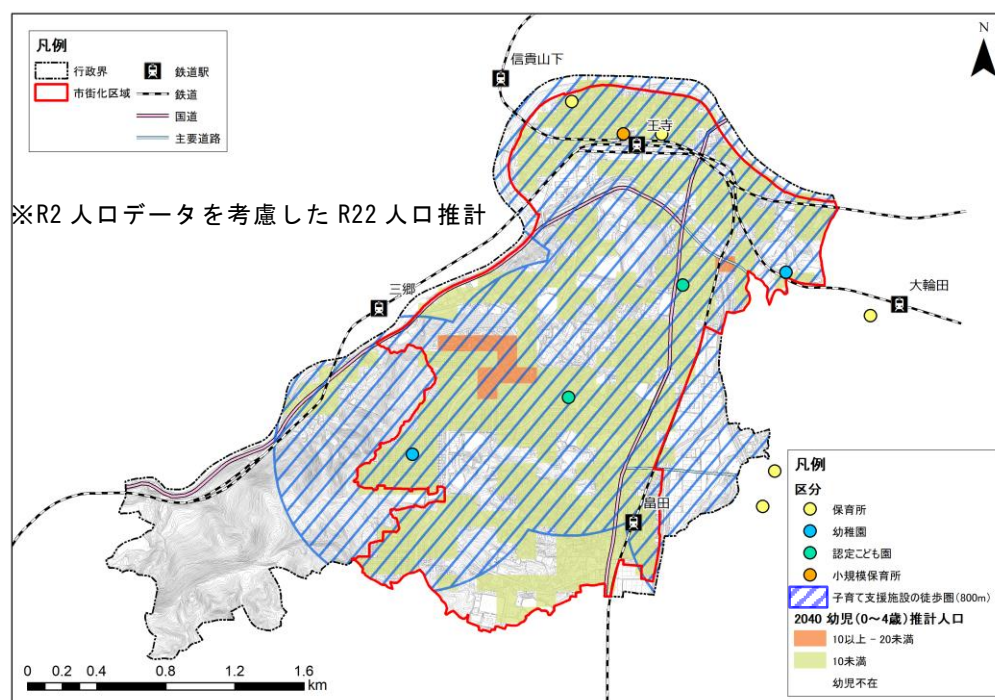 凡例
行政界
鉄道駅
市街化区域
鉄道
国道
主要道路
※R2 人口データを考慮した R22 人口推計
N
信貴山下
王寺
三郷
大輪田
畠田
凡例
区分
保育所
幼稚園
認定こども園
小規模保育所
子育て支援施設の徒歩圏(800m)
2040 幼児(0～4歳)推計人口
10以上 - 20未満
10未満
幼児不在
0 0.2 0.4 0.8 1.2 1.6
km